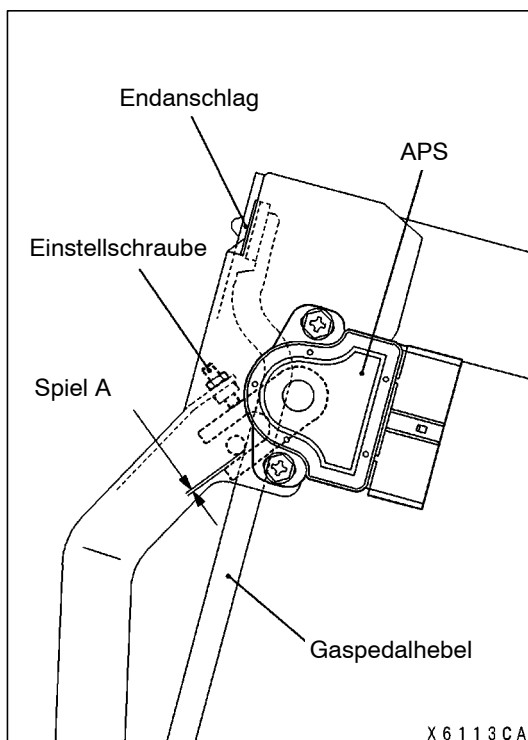 Endanschlag
APS
Einstellschraube
Spiel A
Gaspedalhebel
X6113CA